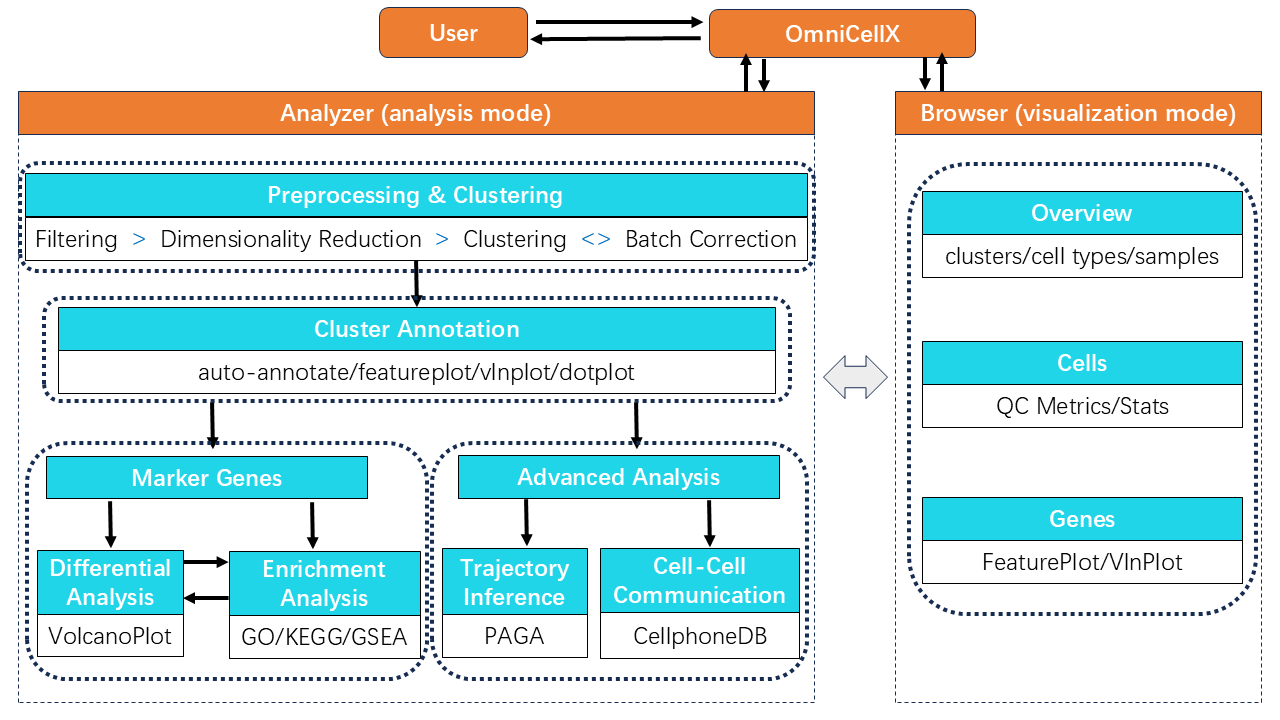 User
OmniCellX
Analyzer (analysis mode)
Browser (visualization mode)
Preprocessing & Clustering
Filtering > Dimensionality Reduction > Clustering <> Batch Correction
Cluster Annotation
auto-annotate/featureplot/vlnplot/dotplot
Marker Genes
Differential
Analysis
VolcanoPlot
Enrichment
Analysis
GO/KEGG/GSEA
Advanced Analysis
Trajectory
Inference
PAGA
Cell-Cell
Communication
CellphoneDB
Overview
clusters/cell types/samples
Cells
QC Metrics/Stats
Genes
FeaturePlot/VlnPlot